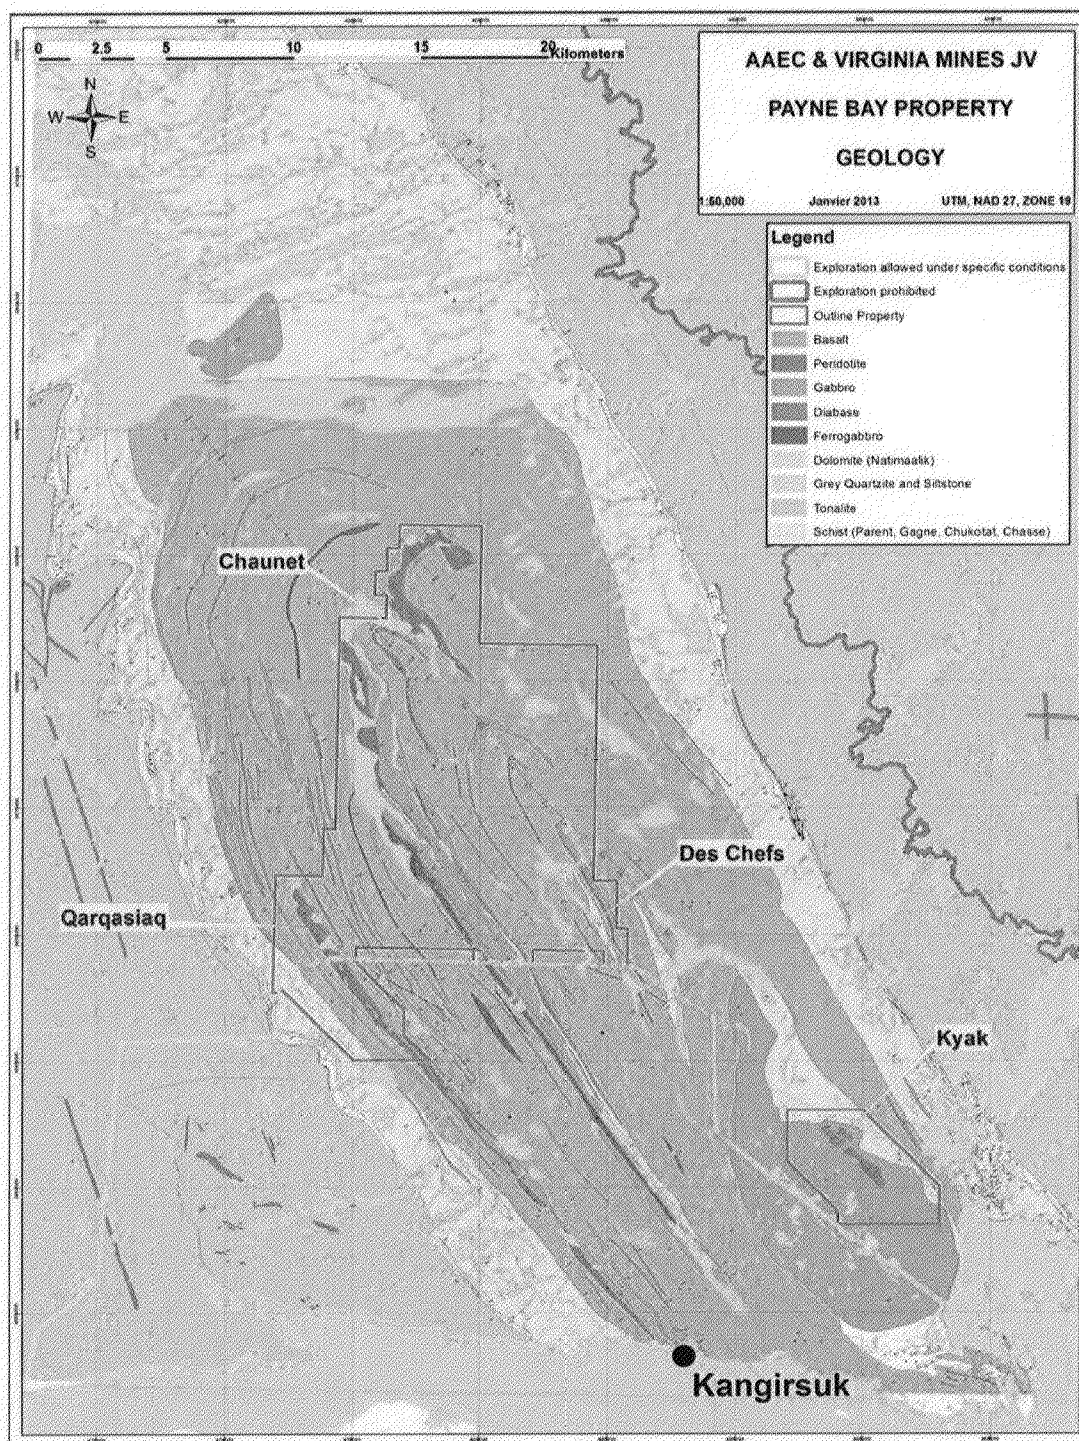 0 2.5 5 10 15 20
Kilometers
N
W E
S
AAEC & VIRGINIA MINES JV
PAYNE BAY PROPERTY
GEOLOGY
1:50,000 Janvier 2013 UTM, NAD 27, ZONE 19
Legend
Exploration allowed under specific conditions
Exploration prohibited
Outline Property
Basalt
Peridotite
Gabbro
Diabase
Ferrogabbro
Dolomite (Natimaalik)
Grey Quartzite and Siltstone
Tonalite
Schist (Parent, Gagne, Chukotat, Chasse)
Chaunet
Des Chefs
Qarqasiaq
Kyak
Kangirsuk